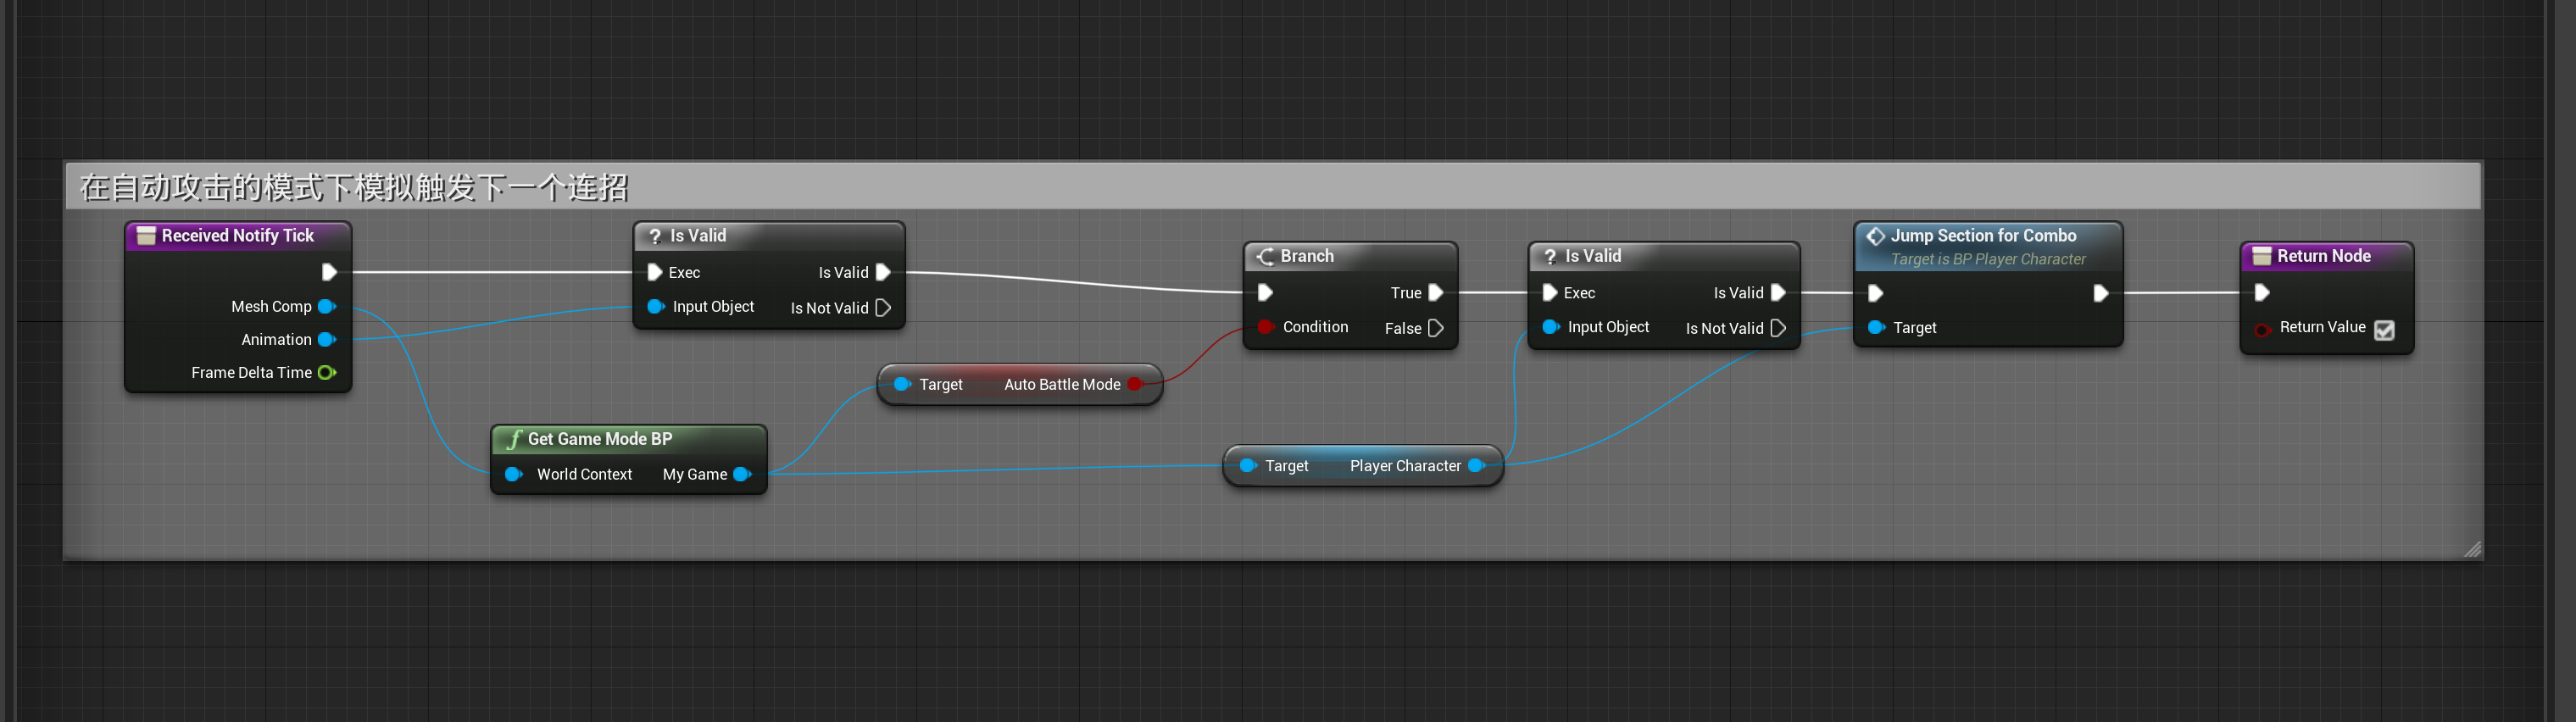 在自动攻击的模式下模拟触发下一个连招
Received Notify Tick
Mesh Comp
Animation
Frame Delta Time
? Is Valid
Exec Is Valid
Input Object Is Not Valid
f Get Game Mode BP
World Context My Game
Target Auto Battle Mode
Branch
True
Condition False
Target Player Character
? Is Valid
Exec Is Valid
Input Object Is Not Valid
Jump Section for Combo
Target is BP Player Character
Target
Return Node
Return Value